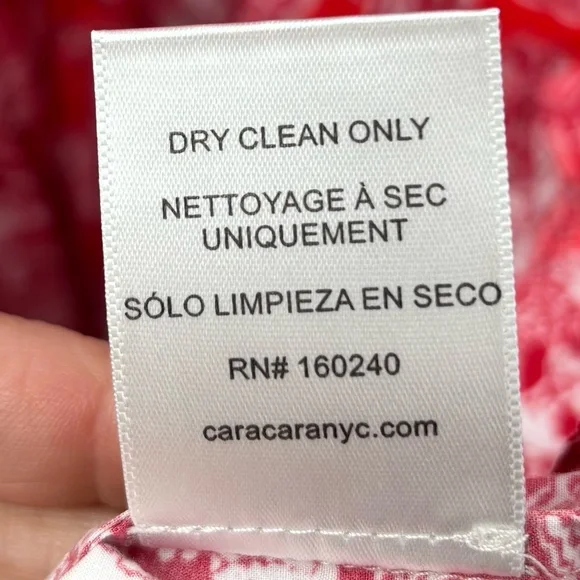 DRY CLEAN ONLY
NETTOYAGE À SEC
UNIQUEMENT
SÓLO LIMPIEZA EN SECO
RN# 160240
caracaranyc.com